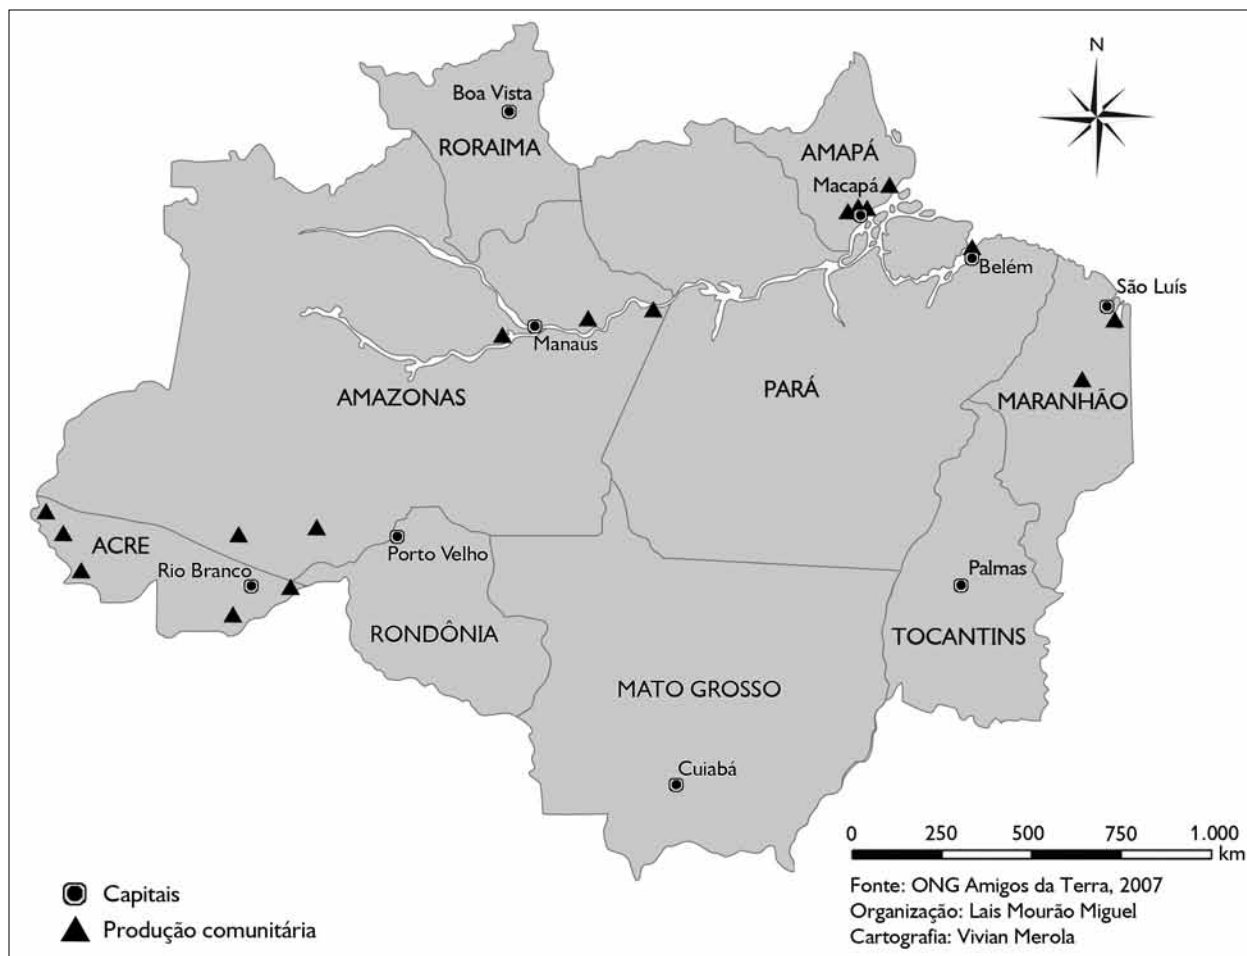 N
Boa Vista
RORAIMA
AMAPÁ
Macapá
Belém
São Luís
Manaus
AMAZONAS
PARÁ
MARANHÃO
ACRE
Rio Branco
Porto Velho
Palmas
RONDÔNIA
TOCANTINS
MATO GROSSO
Cuiabá
0 250 500 750 1.000
km
Capitais
Produção comunitária
Fonte: ONG Amigos da Terra, 2007
Organização: Lais Mourão Miguel
Cartografia: Vivian Merola